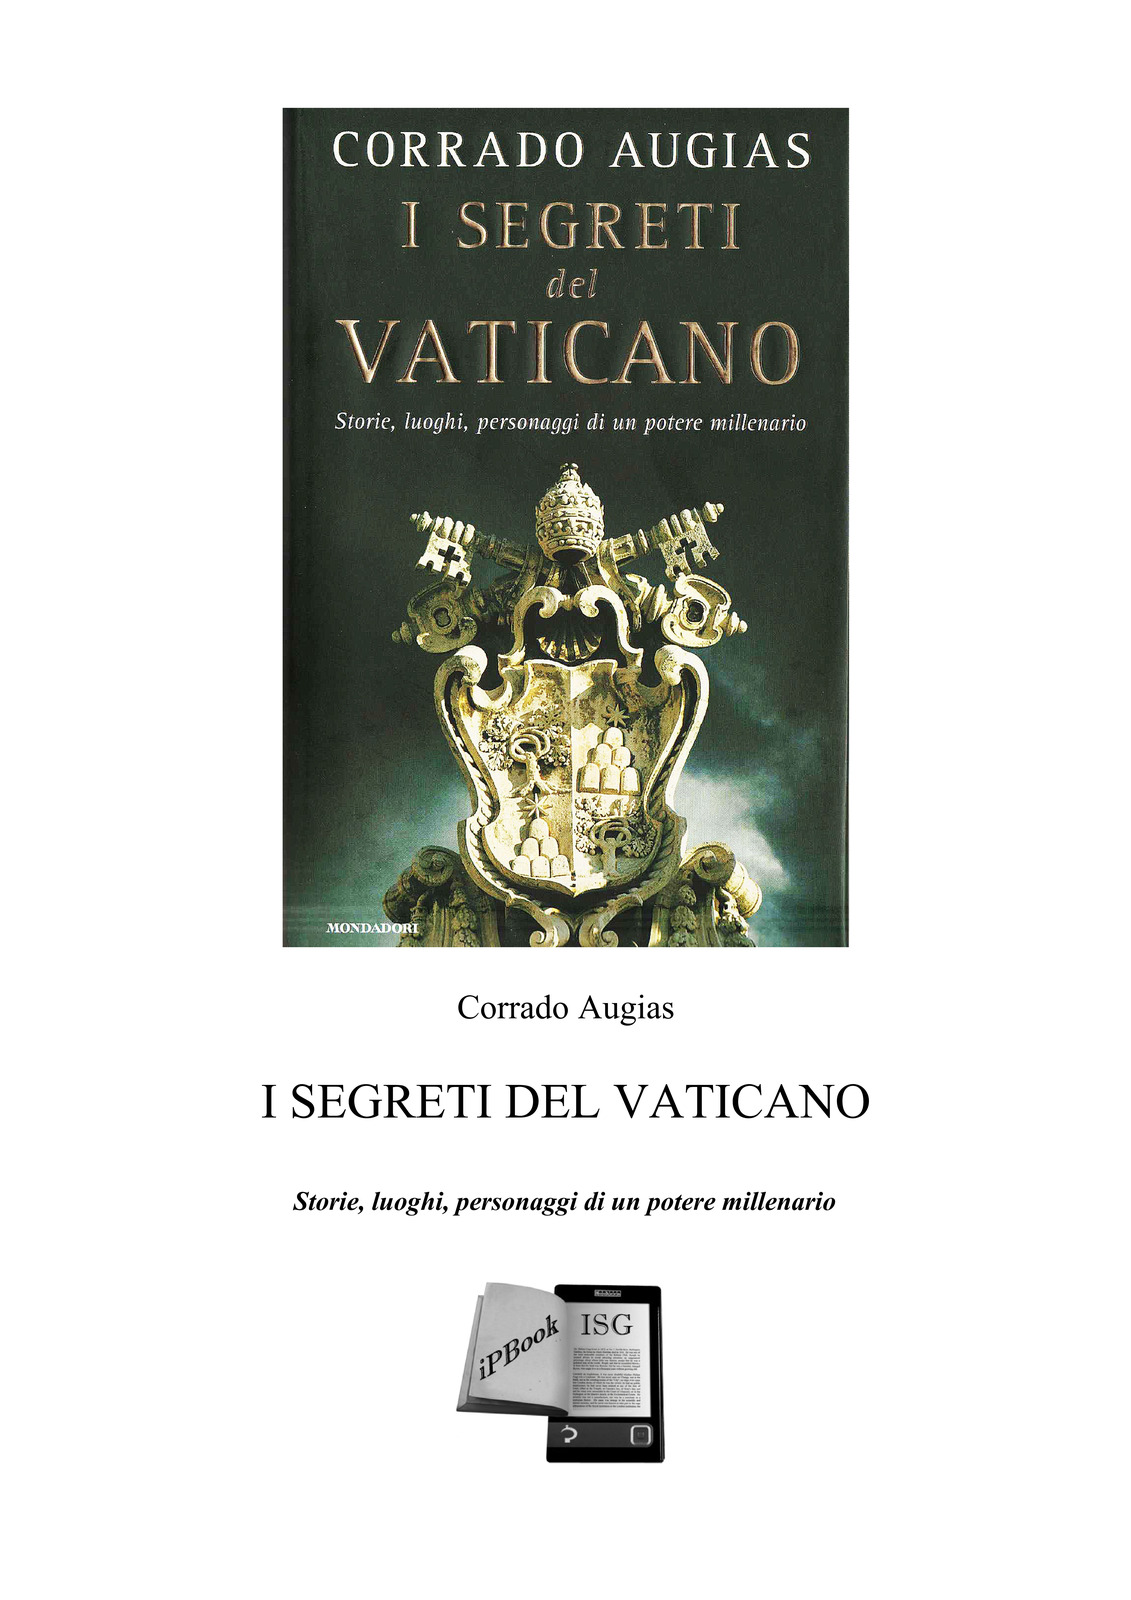 CORRADO AUGIAS
I SEGRETI
del
VATICANO
Storie, luoghi, personaggi di un potere millenario
MONDADORI
Corrado Augias
I SEGRETI DEL VATICANO
Storie, luoghi, personaggi di un potere millenario
iPBook
ISG